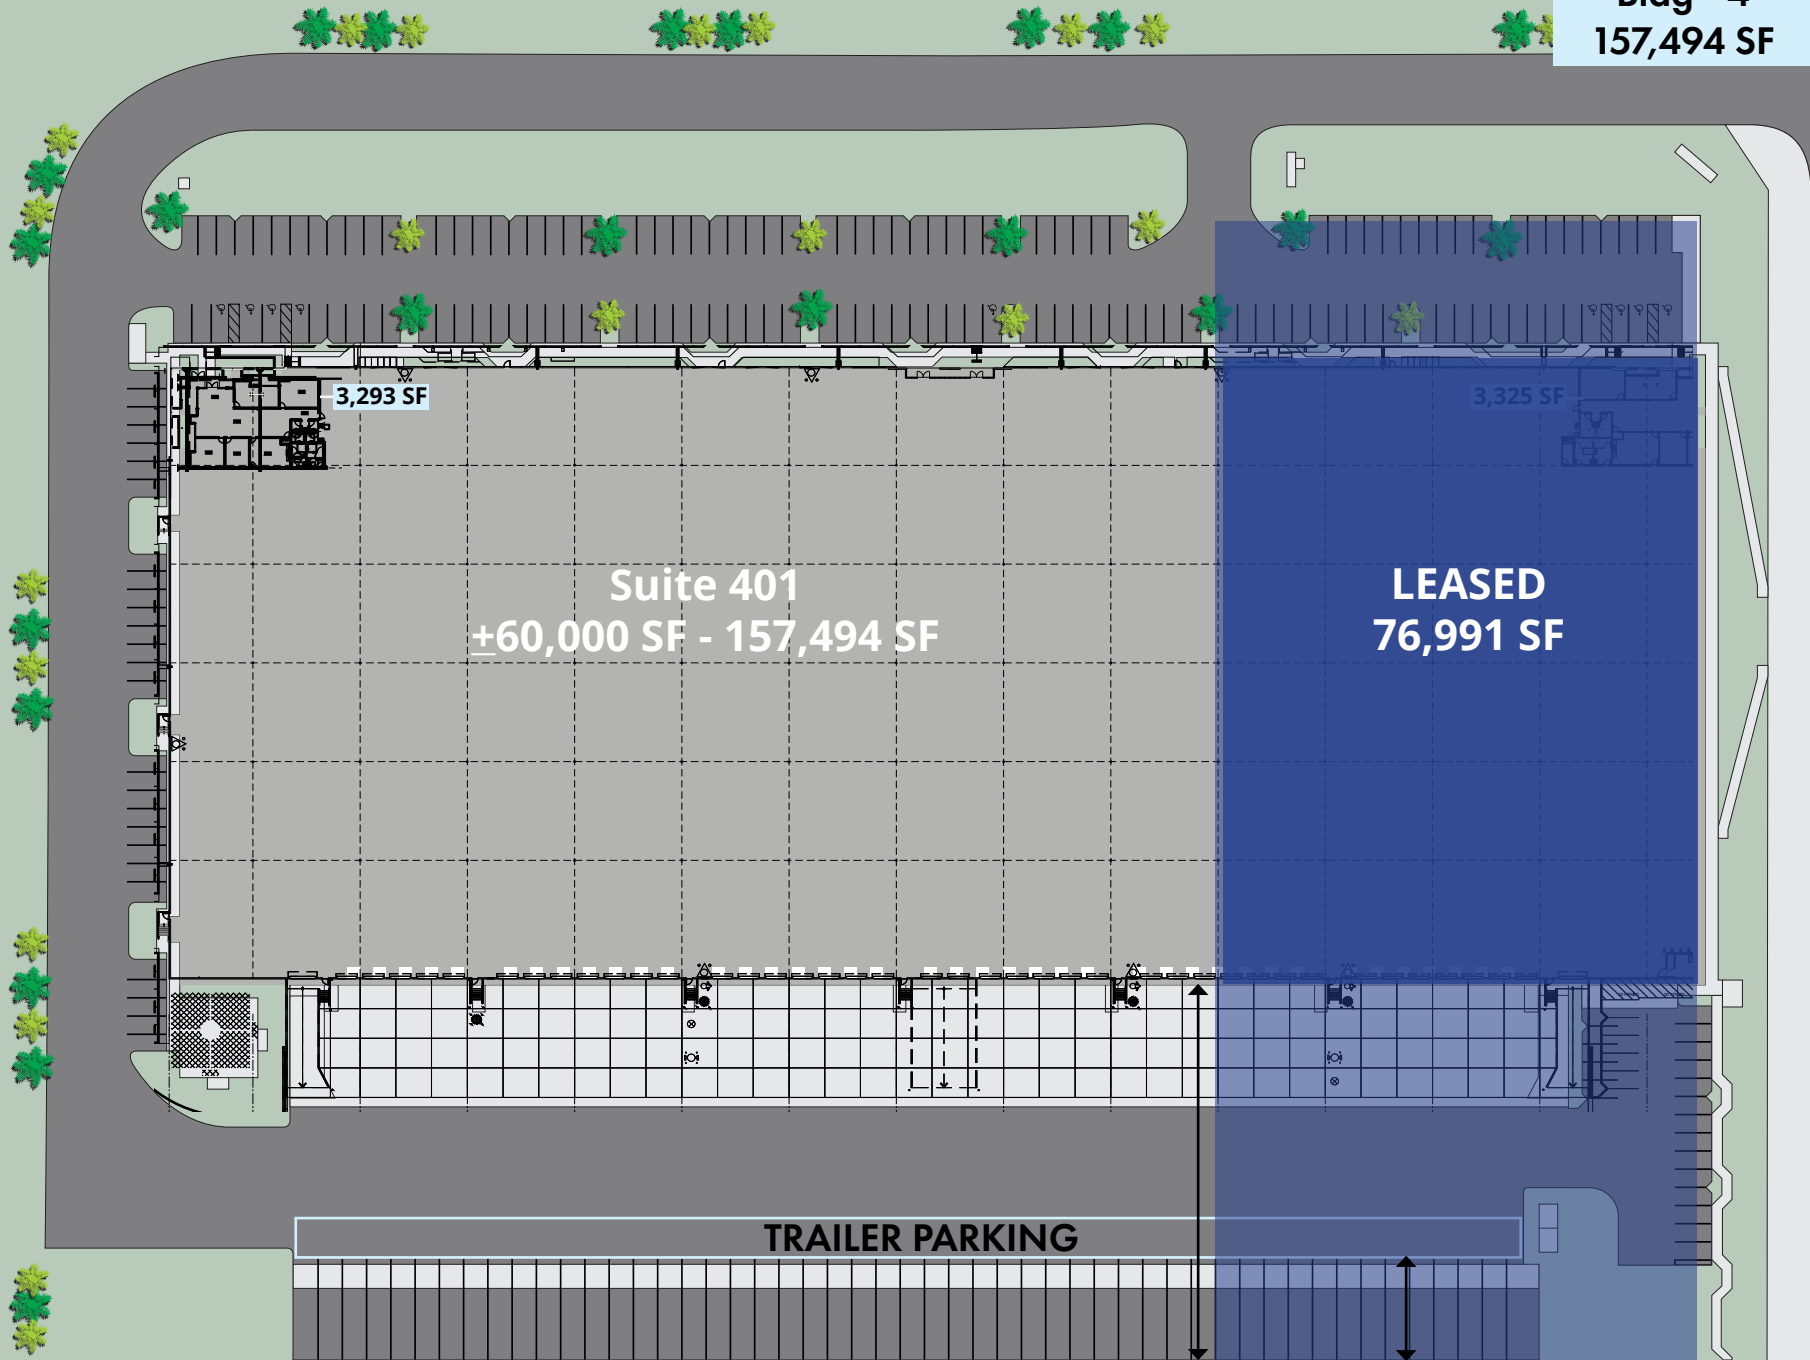 157,494 SF
3,293 SF
3,325 SF
Suite 401
±60,000 SF - 157,494 SF
LEASED
76,991 SF
TRAILER PARKING